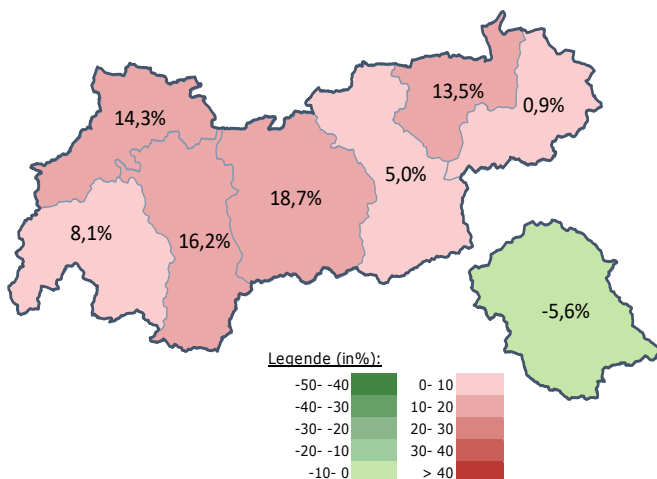 13,5%
0,9%
14,3%
5,0%
18,7%
8,1%
16,2%
-5,6%
Legende (in%):
-50- -40 0- 10
-40- -30 10- 20
-30- -20 20- 30
-20- -10 30- 40
-10- 0 > 40